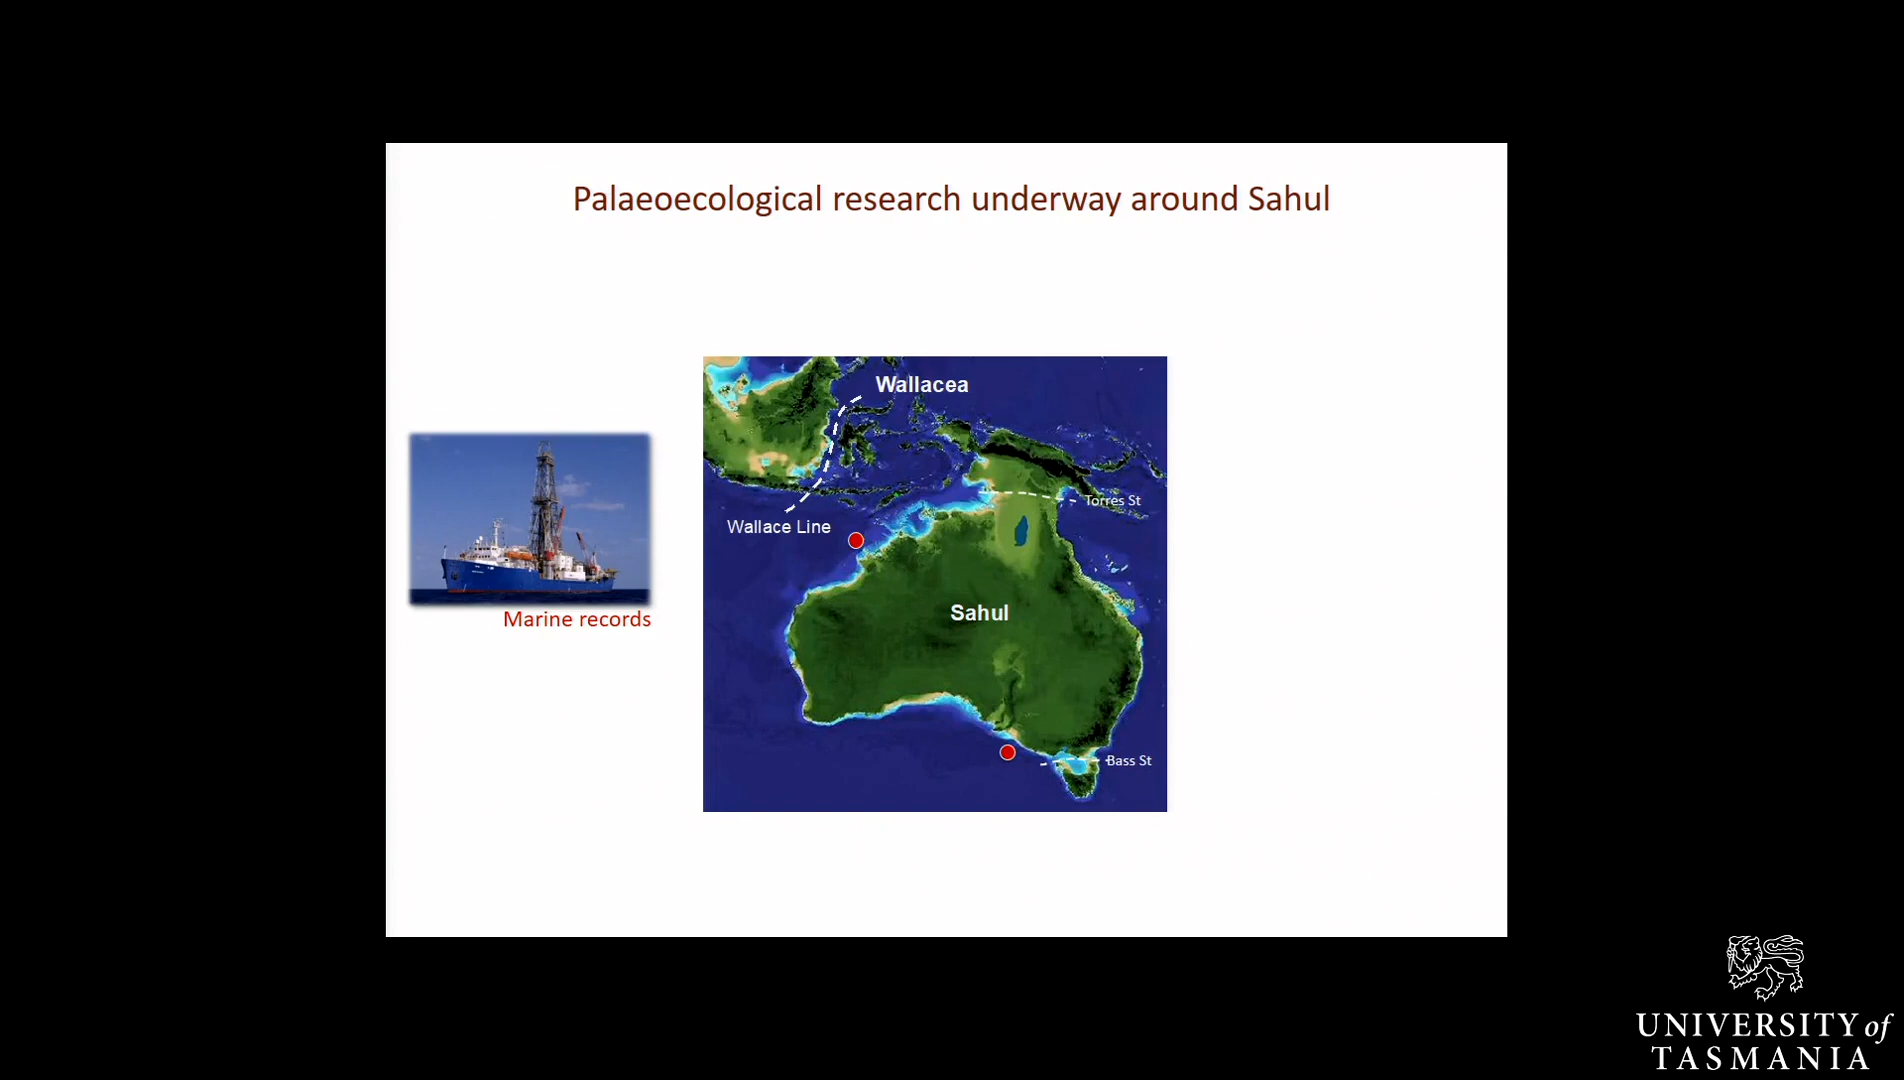 Palaeoecological research underway around Sahul
Wallacea
Torres St
Wallace Line
Sahul
Marine records
Bass St
UNIVERSITY of
TASMANIA